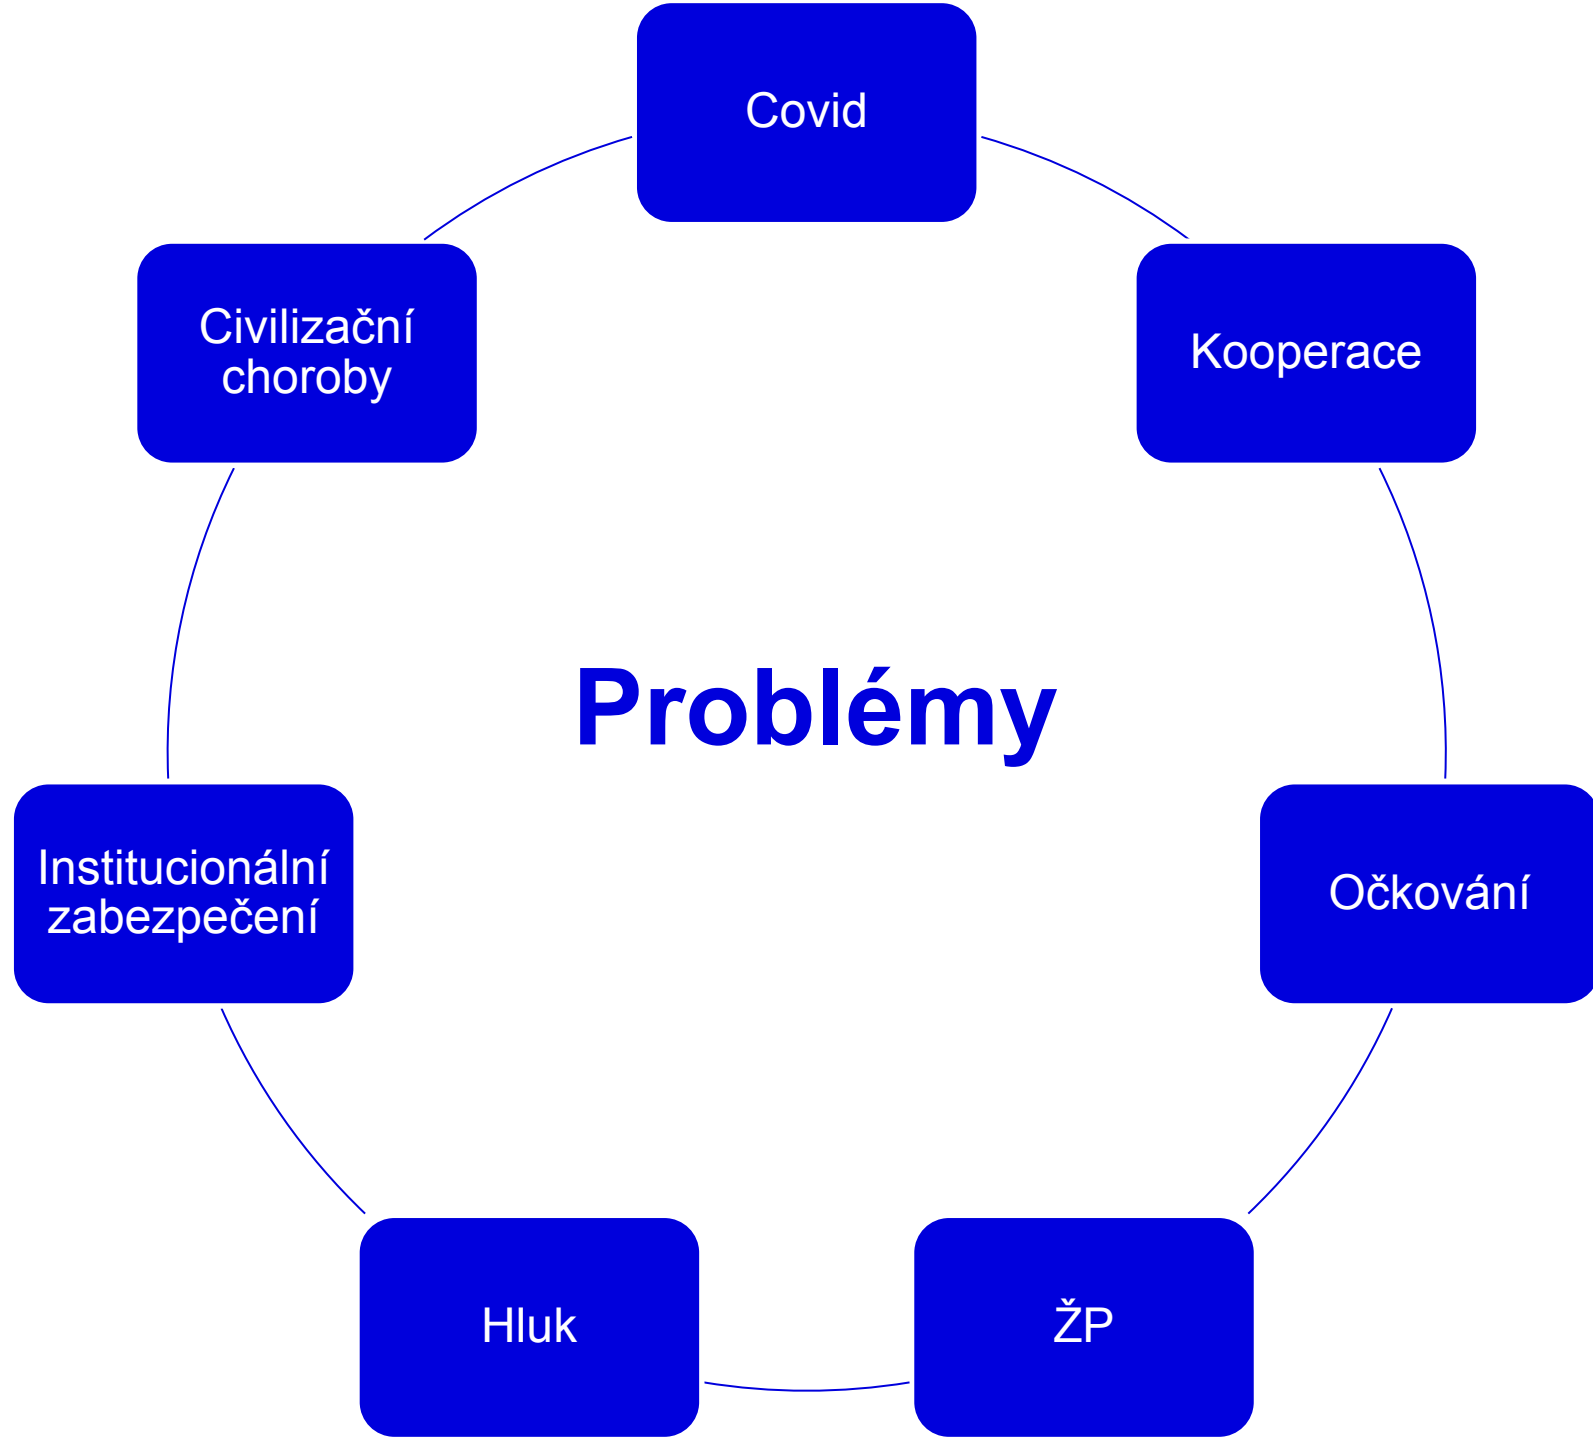 Covid
Kooperace
Očkování
ŽP
Hluk
Institucionální
zabezpečení
Civilizační
choroby
Problémy